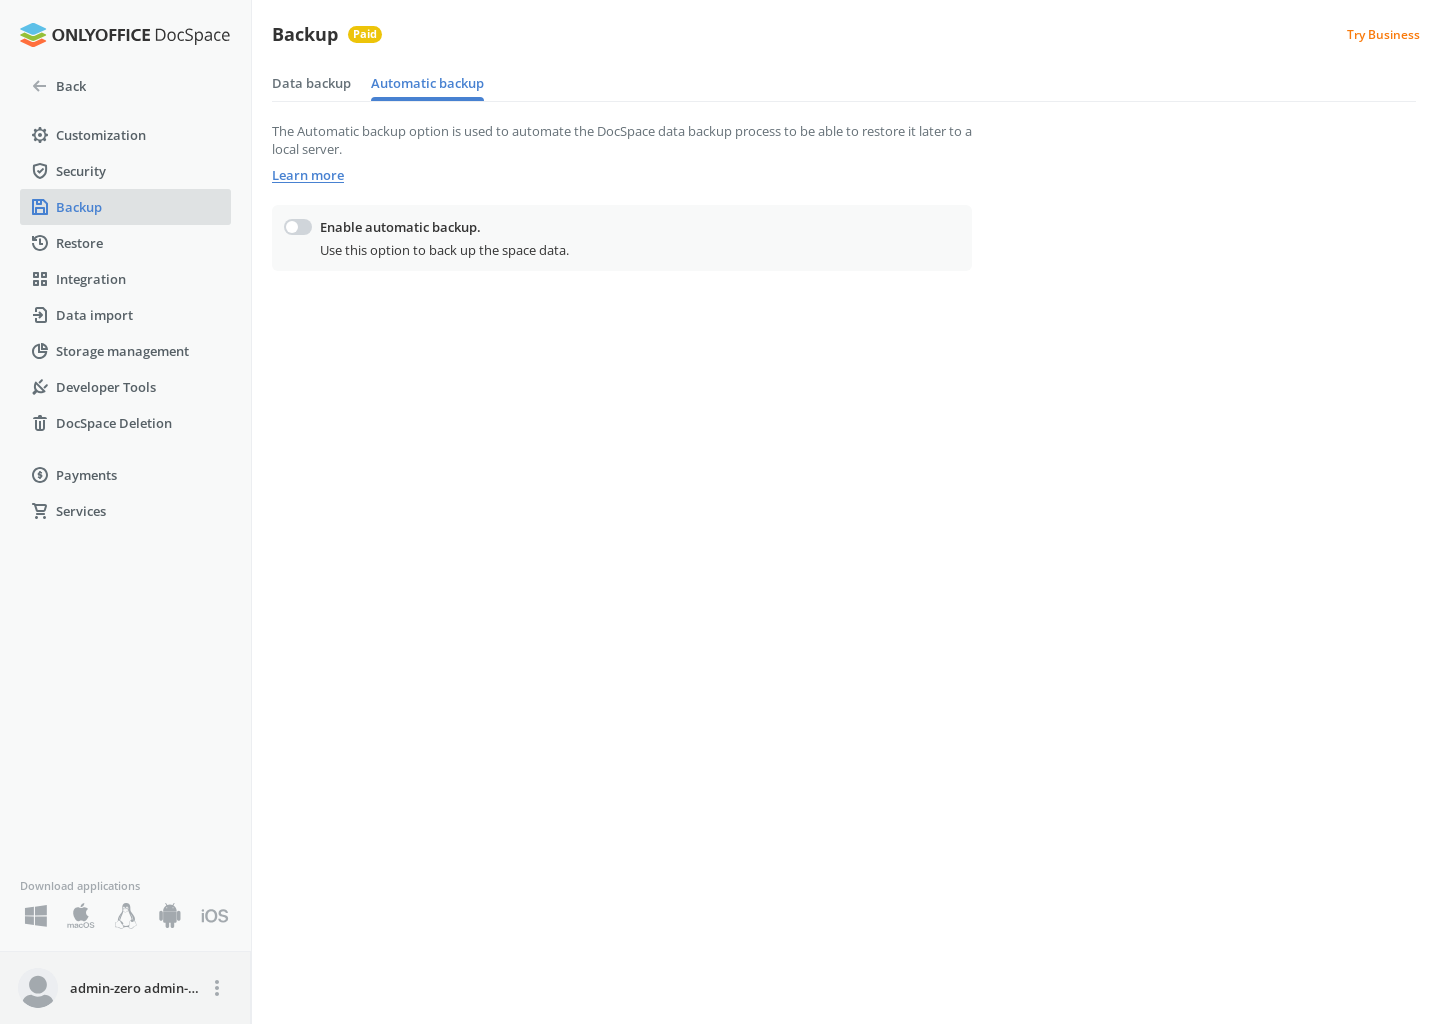 ONLYOFFICE DocSpace
Back
Customization
Security
Backup
Restore
Integration
Data import
Storage management
Developer Tools
DocSpace Deletion
Payments
Services
Download applications
macOS
iOS
admin-zero admin-...
Backup
Paid
Try Business
Data backup
Automatic backup
The Automatic backup option is used to automate the DocSpace data backup process to be able to restore it later to a
local server.
Learn more
Enable automatic backup.
Use this option to back up the space data.